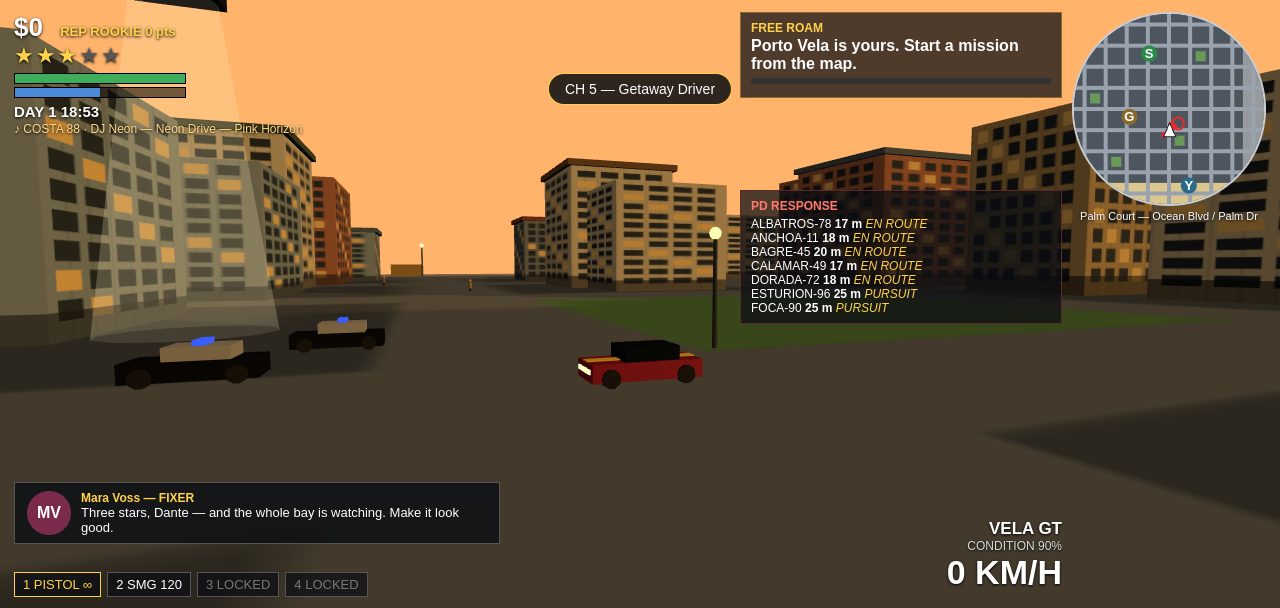 $0 REP ROOKIE 0 pts
★★★★★
DAY 1 18:53
♪ COSTA 88 · DJ Neon — Neon Drive — Pink Horizon
CH 5 — Getaway Driver
FREE ROAM
Porto Vela is yours. Start a mission
from the map.
S
G
Y
Palm Court — Ocean Blvd / Palm Dr
PD RESPONSE
ALBATROS-78 17 m EN ROUTE
ANCHOA-11 18 m EN ROUTE
BAGRE-45 20 m EN ROUTE
CALAMAR-49 17 m EN ROUTE
DORADA-72 18 m EN ROUTE
ESTURION-96 25 m PURSUIT
FOCA-90 25 m PURSUIT
MV
Mara Voss — FIXER
Three stars, Dante — and the whole bay is watching. Make it look
good.
1 PISTOL ∞ 2 SMG 120 3 LOCKED 4 LOCKED
VELA GT
CONDITION 90%
0 KM/H